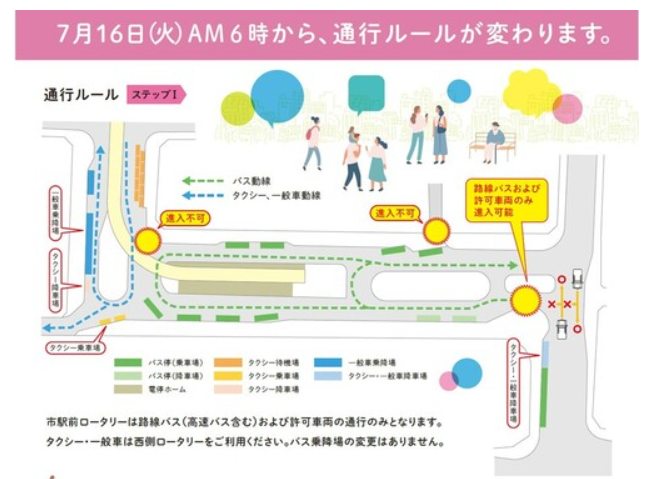 7月16日(火)AM6時から、通行ルールが変わります。
通行ルール ステップⅠ
バス動線
タクシー、一般車動線
路線バスおよび
許可車両のみ
進入可能
進入不可
進入不可
一般車乗降場
タクシー降車場
タクシー乗車場
タクシー・一般車降車場
バス停(乗車場)
バス停(降車場)
電停ホーム
タクシー待機場
タクシー乗車場
タクシー降車場
一般車乗降場
タクシー・一般車降車場
市駅前ロータリーは路線バス(高速バス含む)および許可車両の通行のみとなります。
タクシー・一般車は西側ロータリーをご利用ください。バス乗降場の変更はありません。